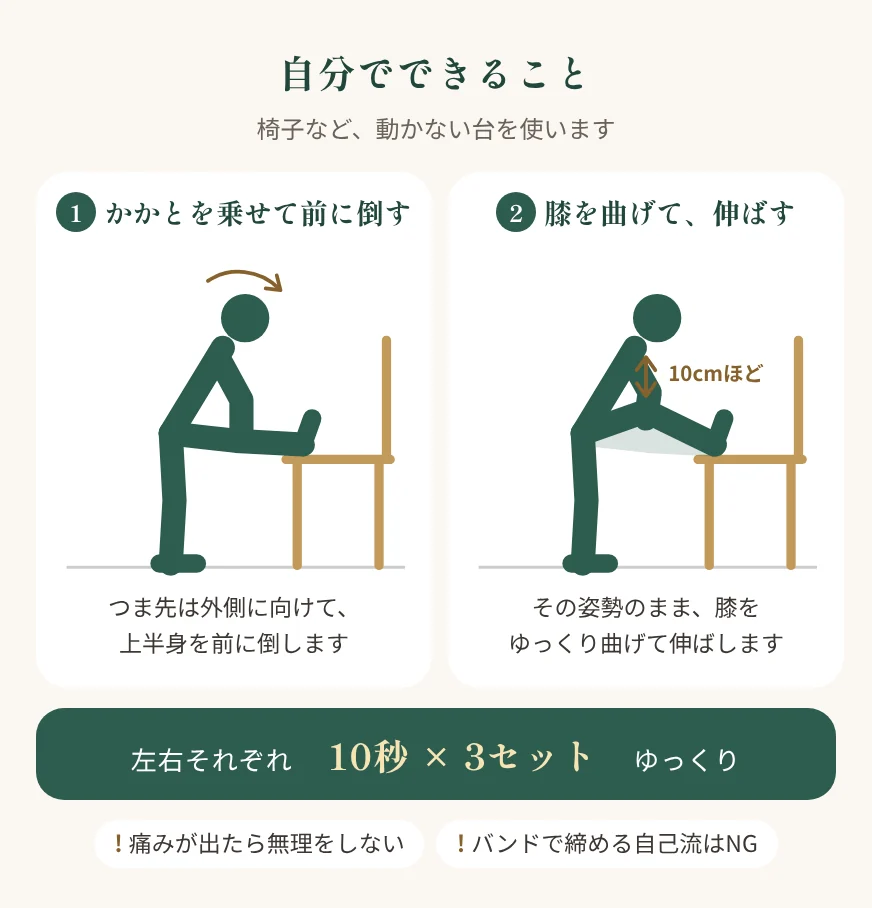 自分でできること
椅子など、動かない台を使います
1 かかとを乗せて前に倒す
つま先は外側に向けて、
上半身を前に倒します
2 膝を曲げて、伸ばす
10cmほど
その姿勢のまま、膝を
ゆっくり曲げて伸ばします
左右それぞれ 10秒 × 3セット ゆっくり
! 痛みが出たら無理をしない
! バンドで締める自己流はNG